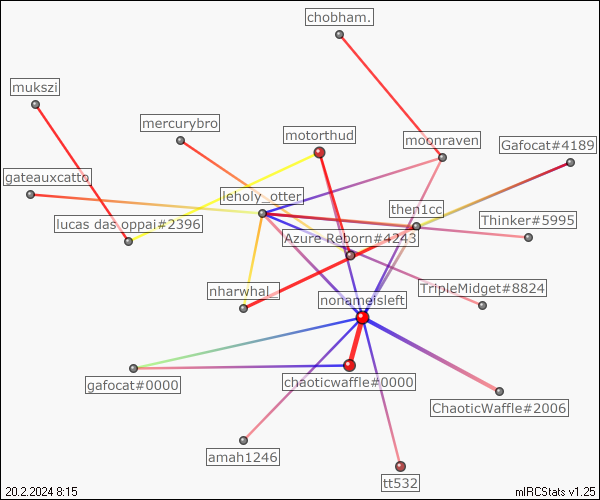 chobham.
mukszi
mercurybro
motorthud
moonraven
Gafocat#4189
gateauxcatto
leholy_otter
then1cc
lucas das oppai#2396
Thinker#5995
Azure Reborn#4243
nharwhal_
nonameisleft
TripleMidget#8824
gafocat#0000
chaoticwaffle#0000
ChaoticWaffle#2006
amah1246
tt532
20.2.2024 8:15
mIRCStats v1.25